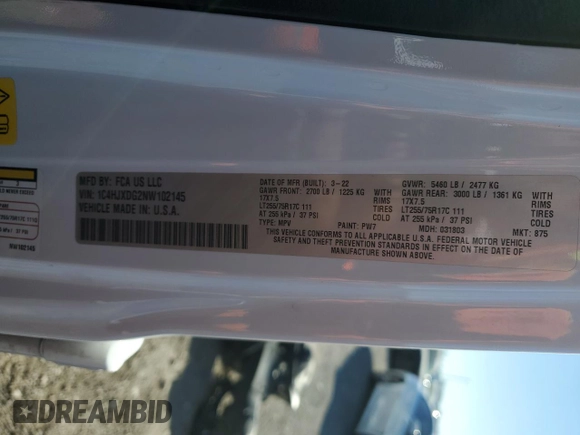 MFD BY: FCA US LLC
VIN: 1C4HJXDG2NW102145
VEHICLE MADE IN U.S.A.
DATE OF MFR (BUILT): 3-22
GAWR FRONT: 2700 LB / 1225 KG
WITH
17X7.5
RIMS
LT255/75R17C 111
TIRES
AT 255 kPa / 37 PSI
COLD
TYPE: MPV
PAINT: PW7
GVWR: 5460 LB / 2477 KG
GAWR REAR: 3000 LB / 1361 KG
WITH
17X7.5
RIMS
LT255/75R17C 111
TIRES
AT 255 kPa / 37 PSI
COLD
MDH: 031803
MKT: 875
THIS VEHICLE CONFORMS TO ALL APPLICABLE U.S.A. FEDERAL MOTOR VEHICLE
SAFETY AND THEFT PREVENTION STANDARDS IN EFFECT ON THE DATE OF
MANUFACTURE SHOWN ABOVE.
NW102145
DREAMBID